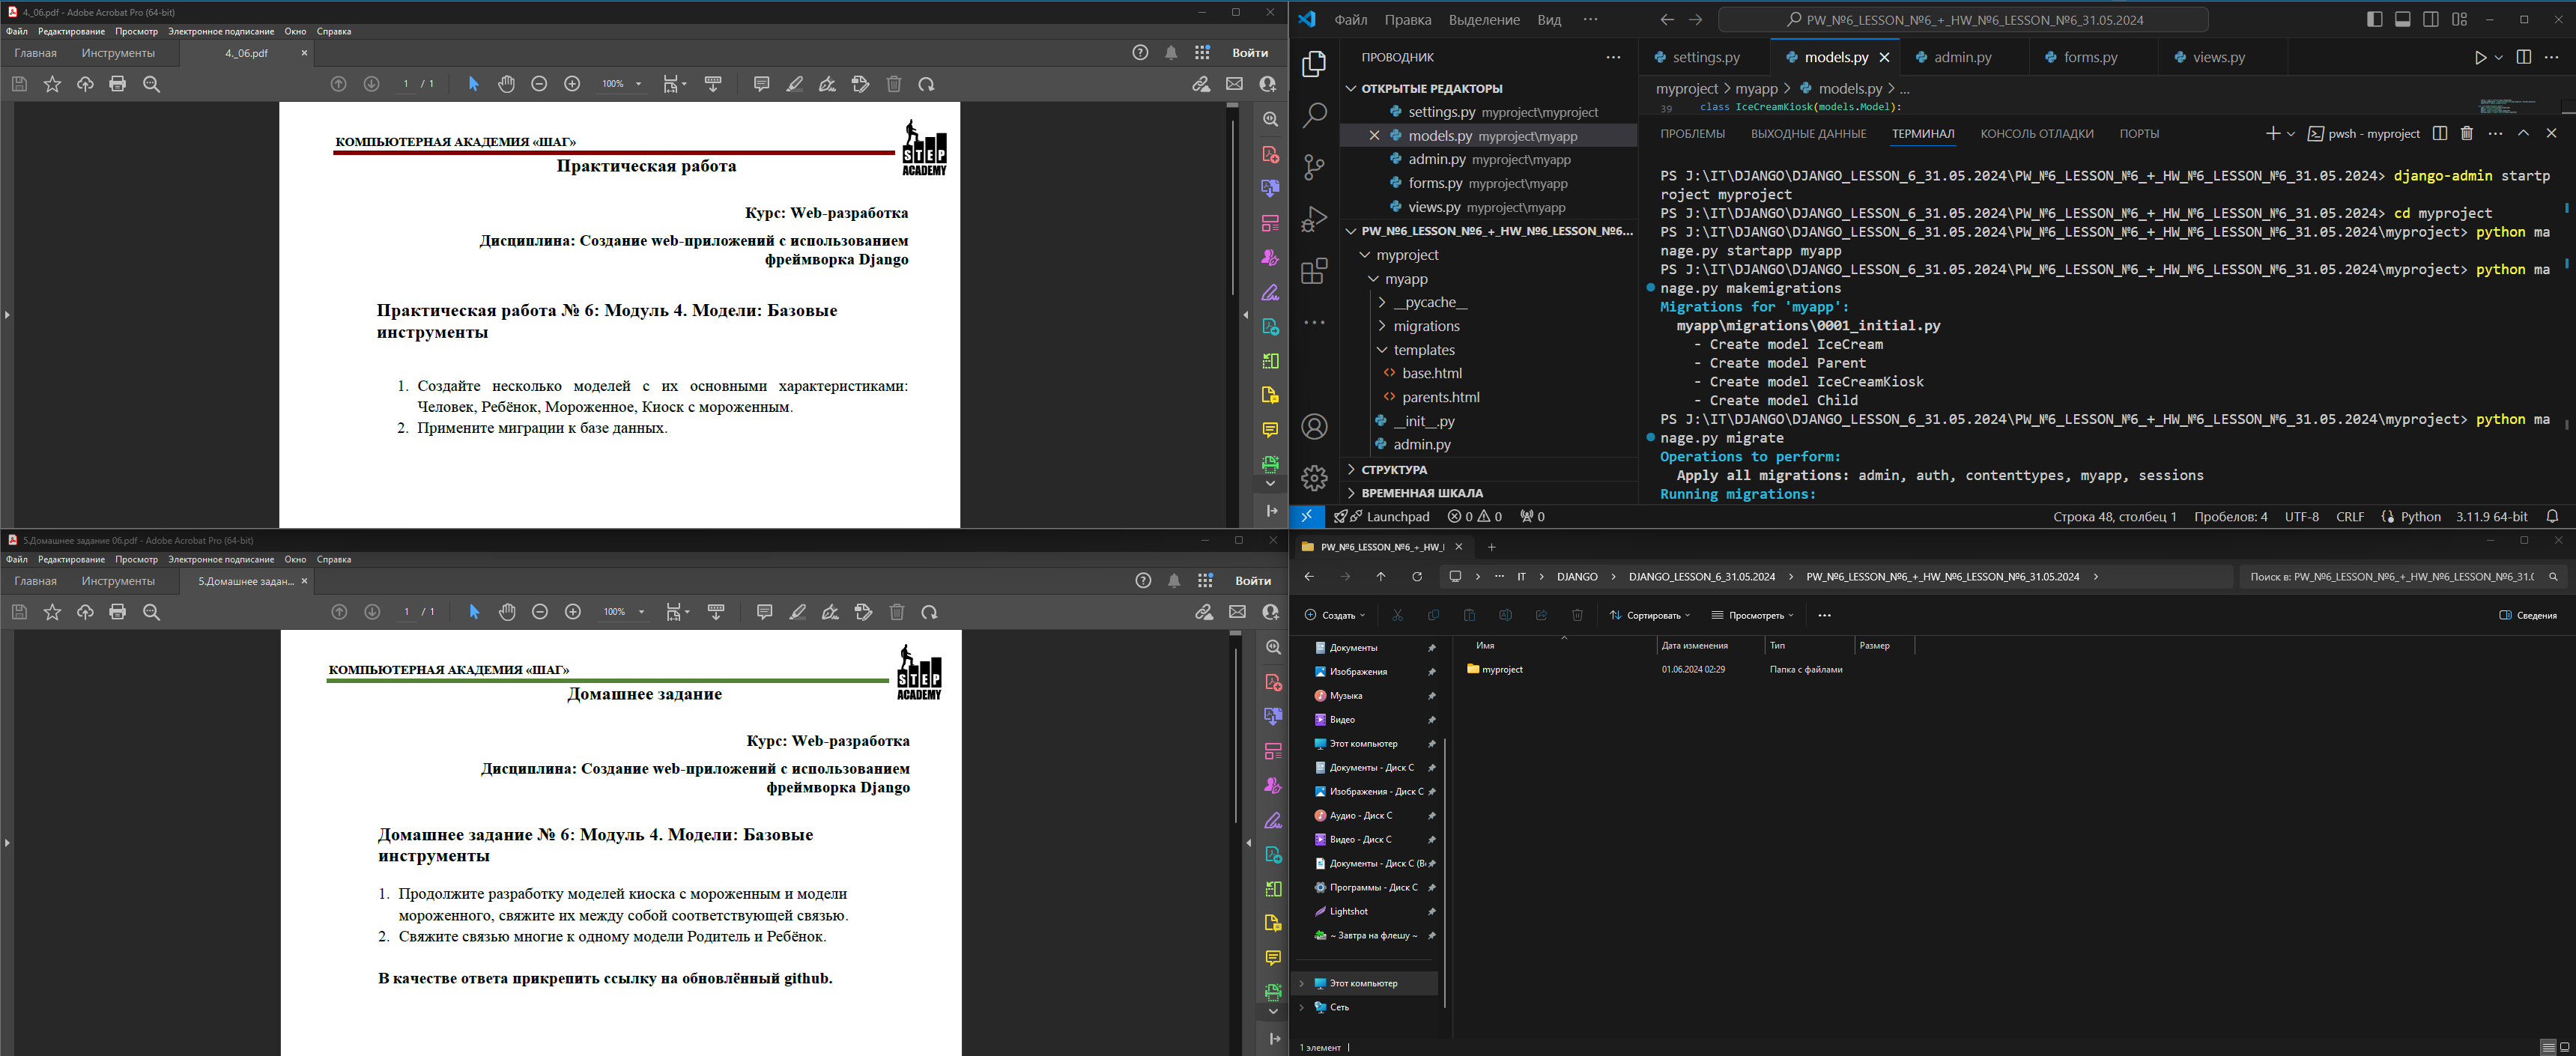 4._06.pdf - Adobe Acrobat Pro (64-bit)
Файл Редактирование Просмотр Электронное подписание Окно Справка
Главная Инструменты 4._06.pdf × Войти
1 / 1 100%
КОМПЬЮТЕРНАЯ АКАДЕМИЯ «ШАГ»
STEP
ACADEMY
Практическая работа
Курс: Web-разработка
Дисциплина: Создание web-приложений с использованием
фреймворка Django
Практическая работа № 6: Модуль 4. Модели: Базовые
инструменты
1. Создайте несколько моделей с их основными характеристиками:
Человек, Ребёнок, Мороженное, Киоск с мороженным.
2. Примените миграции к базе данных.
Файл Правка Выделение Вид ···
PW_№6_LESSON_№6_+_HW_№6_LESSON_№6_31.05.2024
ПРОВОДНИК
ОТКРЫТЫЕ РЕДАКТОРЫ
settings.py myproject\myproject
models.py myproject\myapp
admin.py myproject\myapp
forms.py myproject\myapp
views.py myproject\myapp
PW_№6_LESSON_№6_+_HW_№6_LESSON_№6...
myproject
myapp
__pycache__
migrations
templates
base.html
parents.html
__init__.py
admin.py
СТРУКТУРА
ВРЕМЕННАЯ ШКАЛА
settings.py models.py admin.py forms.py views.py
myproject > myapp > models.py > ...
39 class IceCreamKiosk(models.Model):
ПРОБЛЕМЫ ВЫХОДНЫЕ ДАННЫЕ ТЕРМИНАЛ КОНСОЛЬ ОТЛАДКИ ПОРТЫ pwsh - myproject
PS J:\IT\DJANGO\DJANGO_LESSON_6_31.05.2024\PW_№6_LESSON_№6_+_HW_№6_LESSON_№6_31.05.2024> django-admin startp
roject myproject
PS J:\IT\DJANGO\DJANGO_LESSON_6_31.05.2024\PW_№6_LESSON_№6_+_HW_№6_LESSON_№6_31.05.2024> cd myproject
PS J:\IT\DJANGO\DJANGO_LESSON_6_31.05.2024\PW_№6_LESSON_№6_+_HW_№6_LESSON_№6_31.05.2024\myproject> python ma
nage.py startapp myapp
PS J:\IT\DJANGO\DJANGO_LESSON_6_31.05.2024\PW_№6_LESSON_№6_+_HW_№6_LESSON_№6_31.05.2024\myproject> python ma
nage.py makemigrations
Migrations for 'myapp':
myapp\migrations\0001_initial.py
- Create model IceCream
- Create model Parent
- Create model IceCreamKiosk
- Create model Child
PS J:\IT\DJANGO\DJANGO_LESSON_6_31.05.2024\PW_№6_LESSON_№6_+_HW_№6_LESSON_№6_31.05.2024\myproject> python ma
nage.py migrate
Operations to perform:
Apply all migrations: admin, auth, contenttypes, myapp, sessions
Running migrations:
Launchpad 0 0 0 Строка 48, столбец 1 Пробелов: 4 UTF-8 CRLF Python 3.11.9 64-bit
5.Домашнее задание 06.pdf - Adobe Acrobat Pro (64-bit)
Файл Редактирование Просмотр Электронное подписание Окно Справка
Главная Инструменты 5.Домашнее задан... × Войти
1 / 1 100%
КОМПЬЮТЕРНАЯ АКАДЕМИЯ «ШАГ»
STEP
ACADEMY
Домашнее задание
Курс: Web-разработка
Дисциплина: Создание web-приложений с использованием
фреймворка Django
Домашнее задание № 6: Модуль 4. Модели: Базовые
инструменты
1. Продолжите разработку моделей киоска с мороженным и модели
мороженного, свяжите их между собой соответствующей связью.
2. Свяжите связью многие к одному модели Родитель и Ребёнок.
В качестве ответа прикрепить ссылку на обновлённый github.
PW_№6_LESSON_№6_+_HW_
··· > IT > DJANGO > DJANGO_LESSON_6_31.05.2024 > PW_№6_LESSON_№6_+_HW_№6_LESSON_№6_31.05.2024 >
Поиск в: PW_№6_LESSON_№6_+_HW_№6_LESSON_№6_31.0
Создать Сортировать Просмотреть ··· Сведения
Имя Дата изменения Тип Размер
myproject 01.06.2024 02:29 Папка с файлами
Документы
Изображения
Музыка
Видео
Этот компьютер
Документы - Диск C
Изображения - Диск C
Аудио - Диск C
Видео - Диск C
Документы - Диск C (В
Программы - Диск C
Lightshot
~ Завтра на флешу ~
Этот компьютер
Сеть
1 элемент